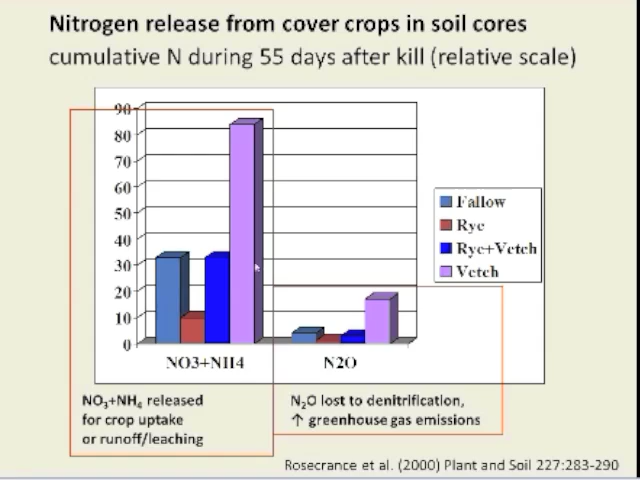 Nitrogen release from cover crops in soil cores
cumulative N during 55 days after kill (relative scale)
90
80
70
60
50
40
30
20
10
0
Fallow
Rye
Rye+Vetch
Vetch
NO3+NH4
N2O
NO₃+NH₄ released
for crop uptake
or runoff/leaching
N₂O lost to denitrification,
↑ greenhouse gas emissions
Rosecrance et al. (2000) Plant and Soil 227:283-290